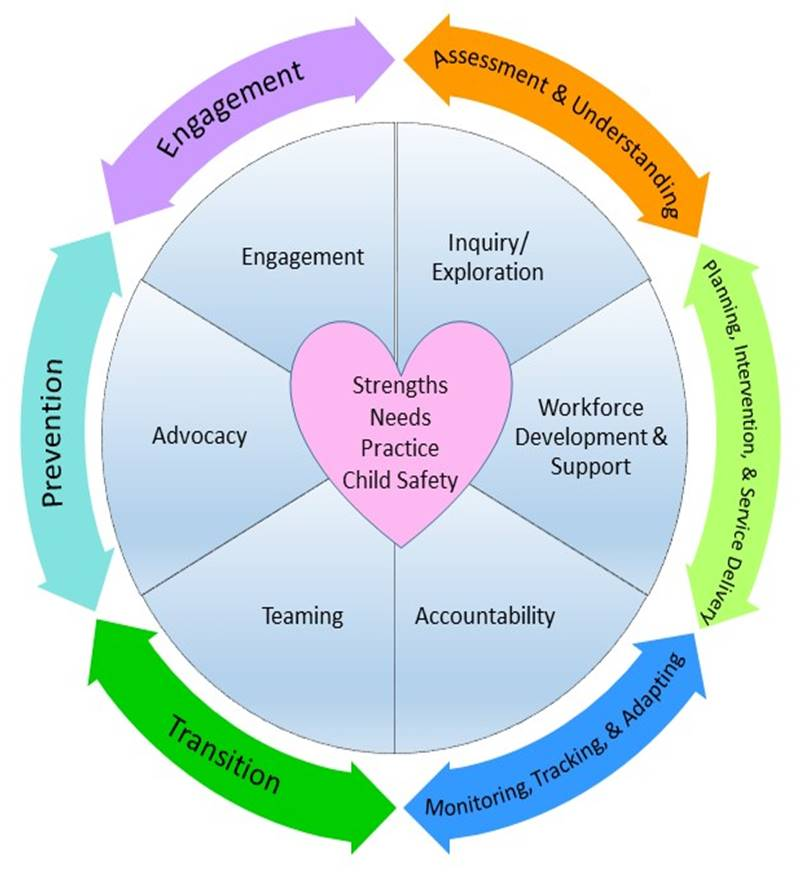 Engagement
Assessment & Understanding
Planning, Intervention, & Service Delivery
Monitoring, Tracking, & Adapting
Transition
Prevention
Engagement
Inquiry/
Exploration
Workforce
Development &
Support
Accountability
Teaming
Advocacy
Strengths
Needs
Practice
Child Safety